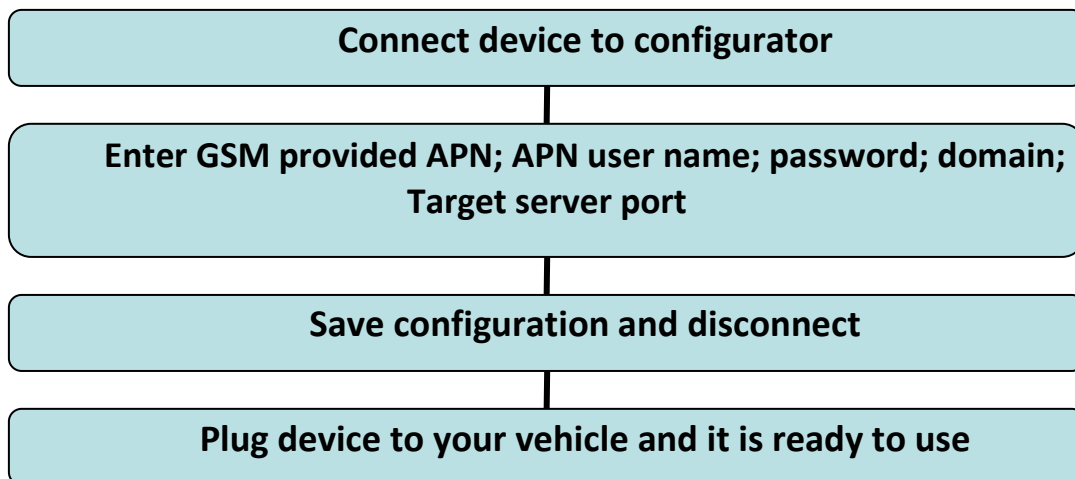 Connect device to configurator
Enter GSM provided APN; APN user name; password; domain;
Target server port
Save configuration and disconnect
Plug device to your vehicle and it is ready to use